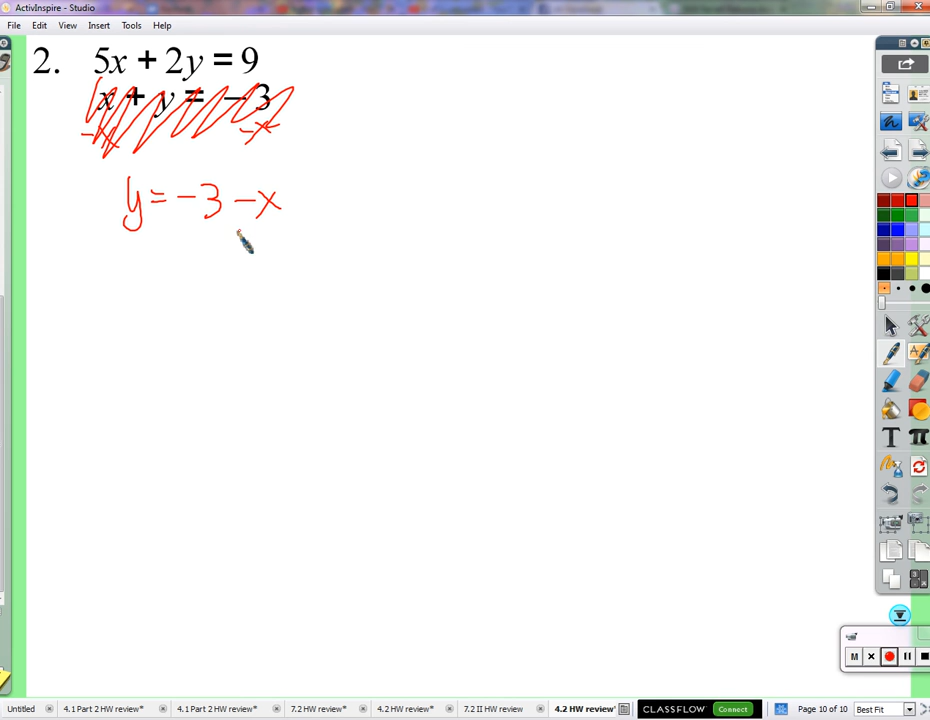 ActivInspire - Studio
File Edit View Insert Tools Help
2. 5x + 2y = 9
x + y = - 3
-x -x
y = -3 -x
M
Untitled 4.1 Part 2 HW review* 4.1 Part 2 HW review* 7.2 HW review* 4.2 HW review* 7.2 II HW review 4.2 HW review* CLASSFLOW Connect Page 10 of 10 Best Fit